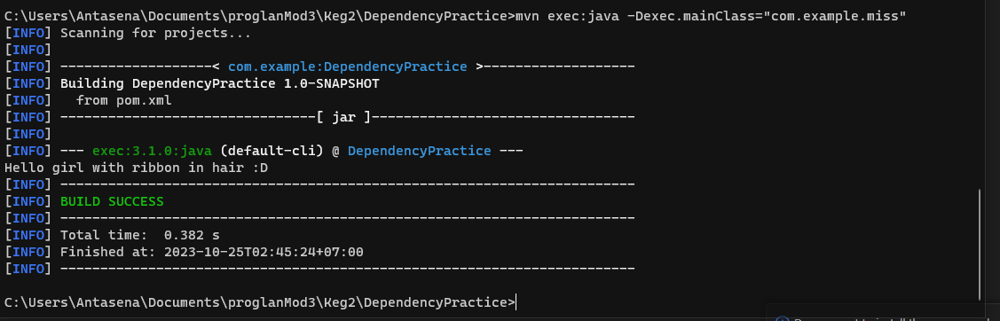 C:\Users\Antasena\Documents\proglanMod3\Keg2\DependencyPractice>mvn exec:java -Dexec.mainClass="com.example.miss"
[INFO] Scanning for projects...
[INFO]
[INFO] -------------------< com.example:DependencyPractice >-------------------
[INFO] Building DependencyPractice 1.0-SNAPSHOT
[INFO]   from pom.xml
[INFO] --------------------------------[ jar ]---------------------------------
[INFO]
[INFO] --- exec:3.1.0:java (default-cli) @ DependencyPractice ---
Hello girl with ribbon in hair :D
[INFO] ------------------------------------------------------------------------
[INFO] BUILD SUCCESS
[INFO] ------------------------------------------------------------------------
[INFO] Total time:  0.382 s
[INFO] Finished at: 2023-10-25T02:45:24+07:00
[INFO] ------------------------------------------------------------------------
C:\Users\Antasena\Documents\proglanMod3\Keg2\DependencyPractice>